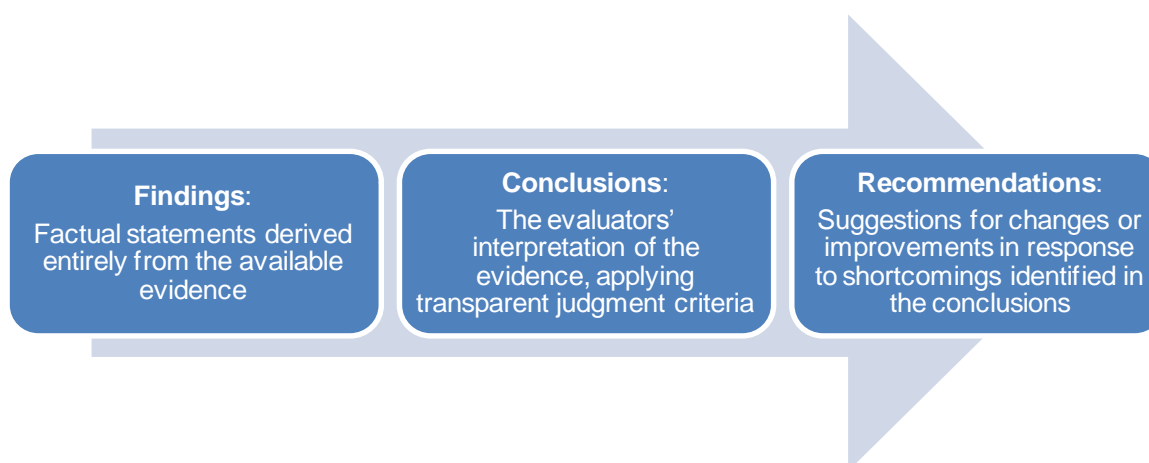 Findings:
Factual statements derived
entirely from the available
evidence
Conclusions:
The evaluators’
interpretation of the
evidence, applying
transparent judgment criteria
Recommendations:
Suggestions for changes or
improvements in response
to shortcomings identified in
the conclusions